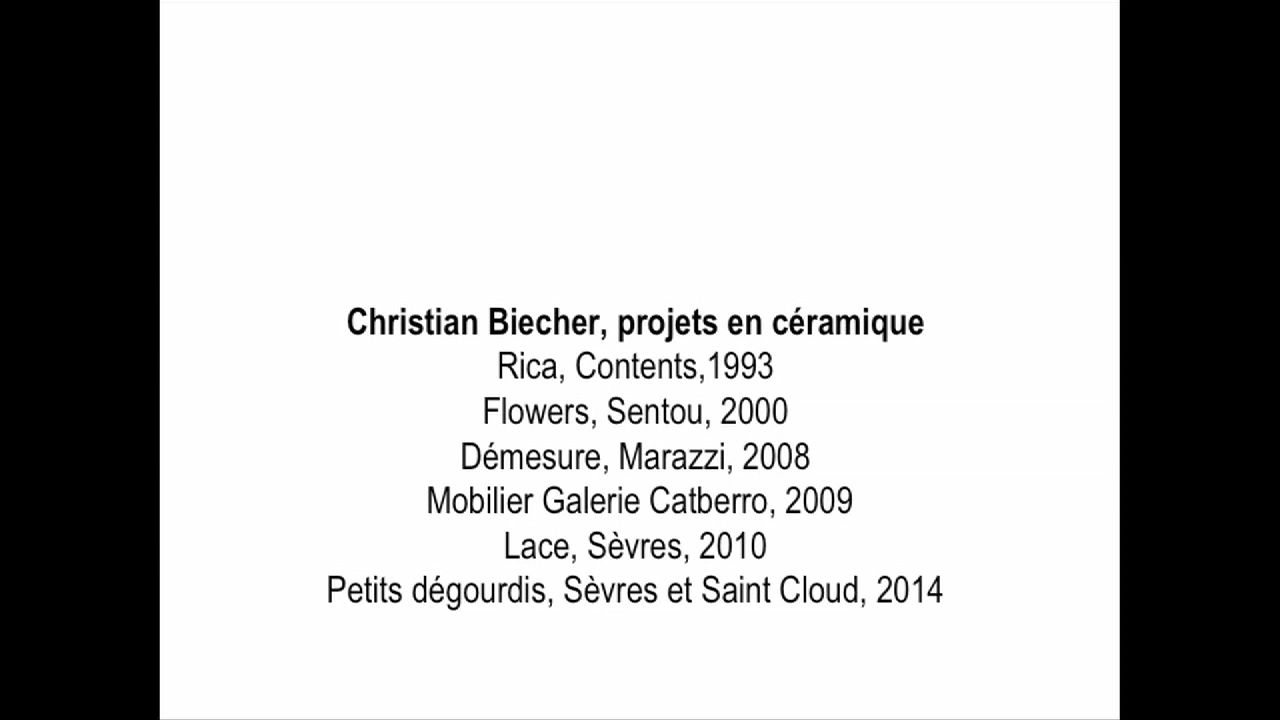 Christian Biecher, projets en céramique
Rica, Contents,1993
Flowers, Sentou, 2000
Démesure, Marazzi, 2008
Mobilier Galerie Catberro, 2009
Lace, Sèvres, 2010
Petits dégourdis, Sèvres et Saint Cloud, 2014